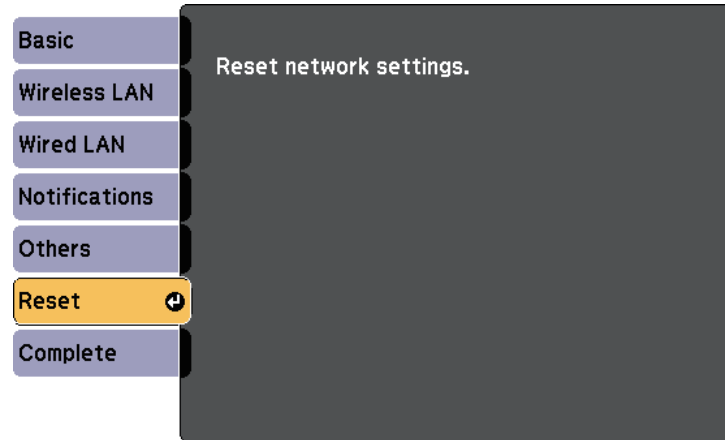 Basic
Wireless LAN
Wired LAN
Notifications
Others
Reset
Complete
Reset network settings.